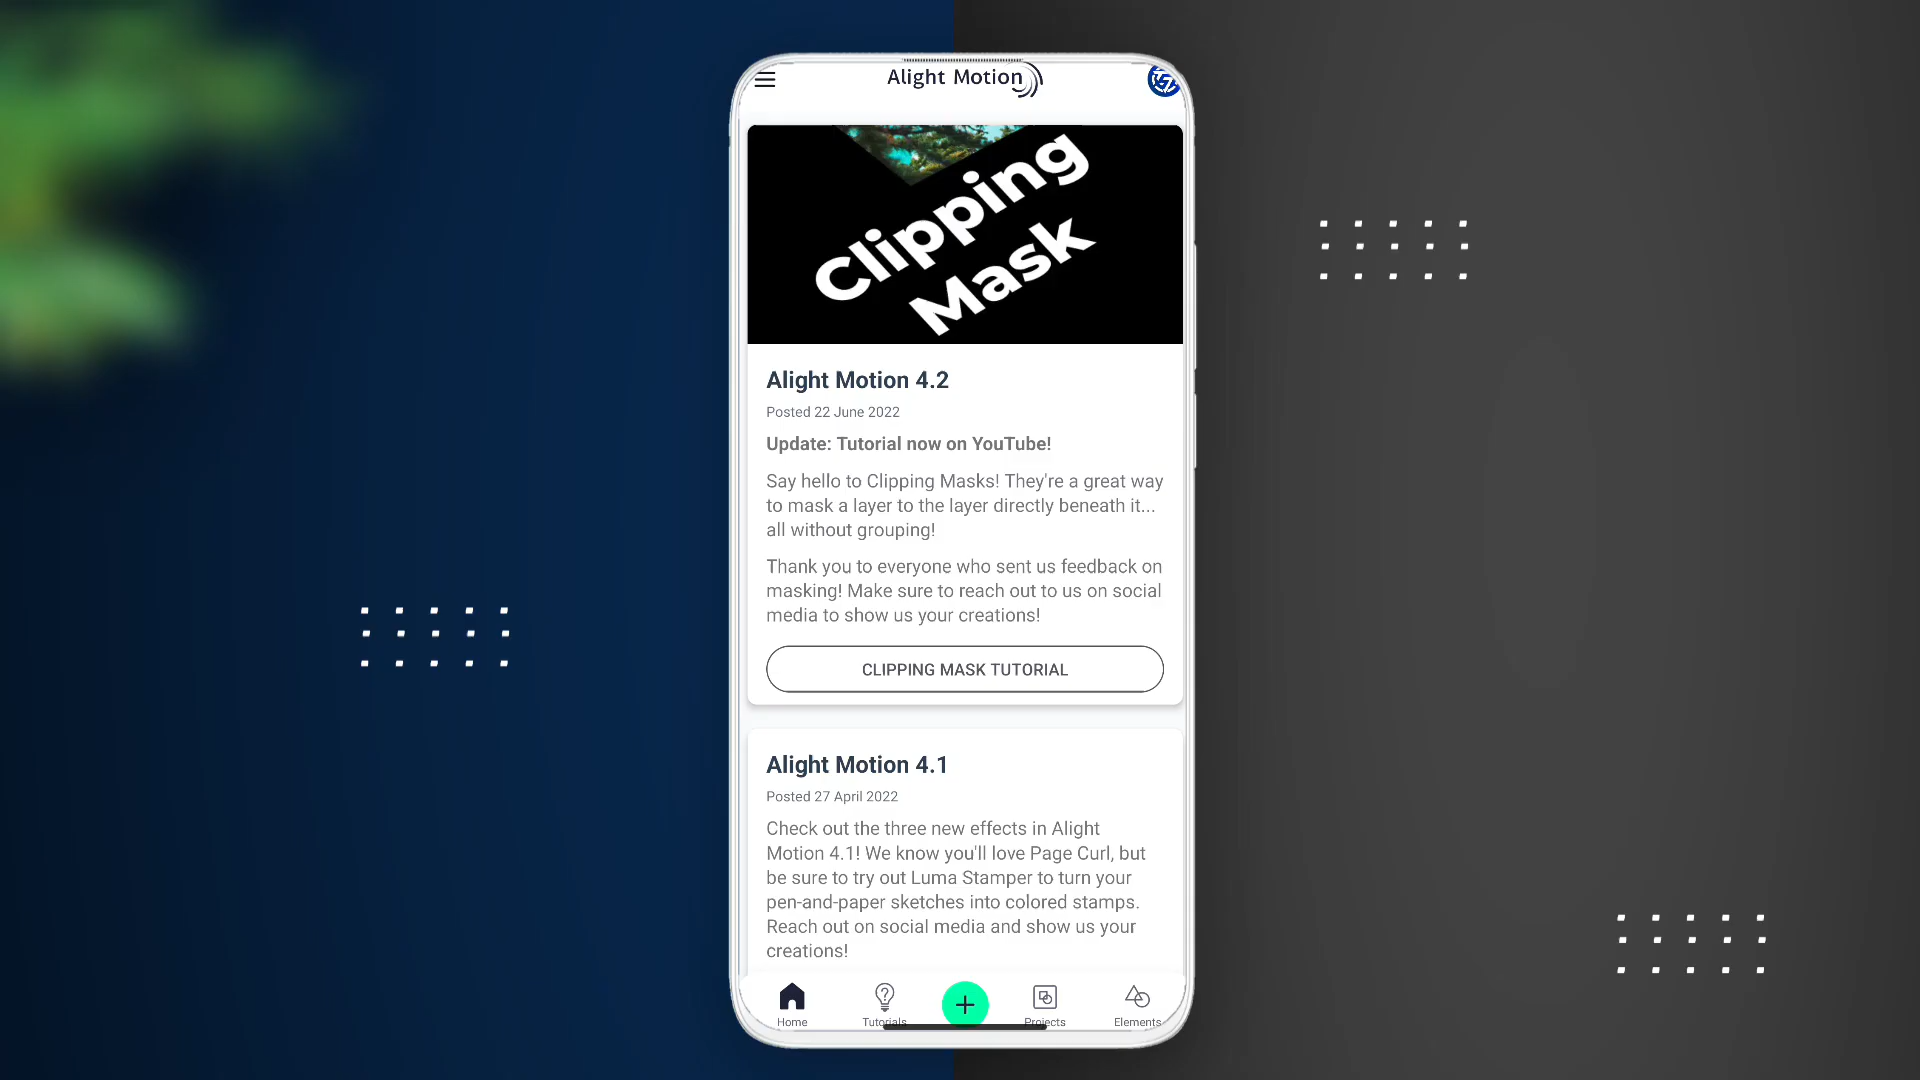 Alight Motion
Clipping
Mask
Alight Motion 4.2
Posted 22 June 2022
Update: Tutorial now on YouTube!
Say hello to Clipping Masks! They're a great way
to mask a layer to the layer directly beneath it...
all without grouping!
Thank you to everyone who sent us feedback on
masking! Make sure to reach out to us on social
media to show us your creations!
CLIPPING MASK TUTORIAL
Alight Motion 4.1
Posted 27 April 2022
Check out the three new effects in Alight
Motion 4.1! We know you'll love Page Curl, but
be sure to try out Luma Stamper to turn your
pen-and-paper sketches into colored stamps.
Reach out on social media and show us your
creations!
Home
Tutorials
Projects
Elements